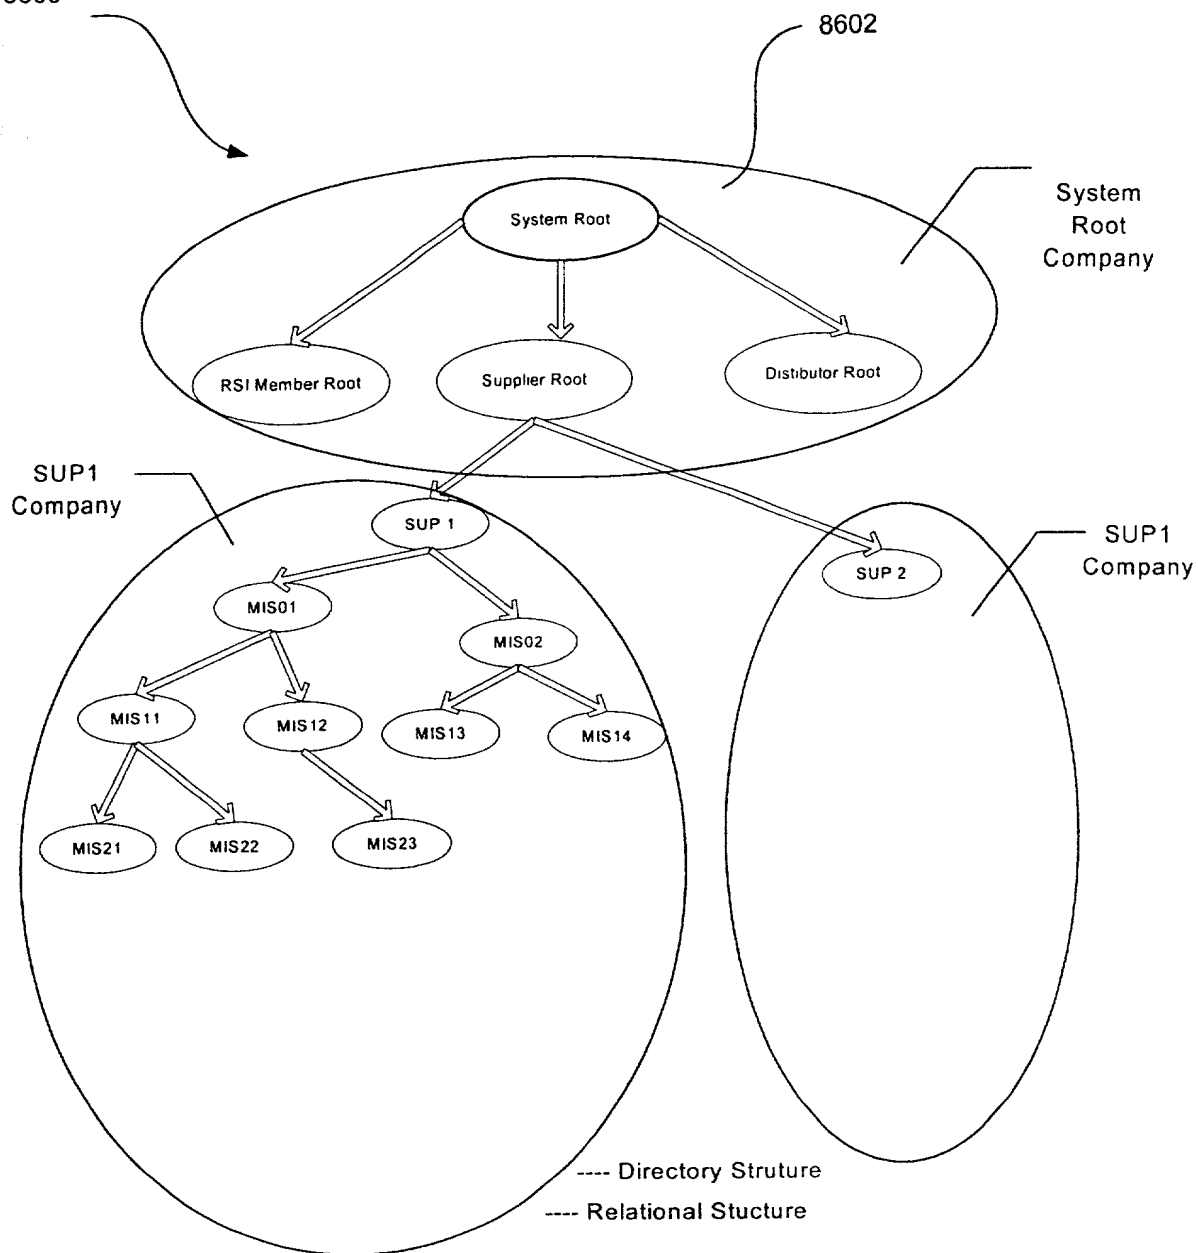 8602
System Root
System
Root
Company
RSI Member Root
Supplier Root
Distibutor Root
SUP1
Company
SUP 1
SUP1
Company
SUP 2
MIS01
MIS02
MIS11
MIS12
MIS13
MIS14
MIS21
MIS22
MIS23
---- Directory Struture
---- Relational Stucture